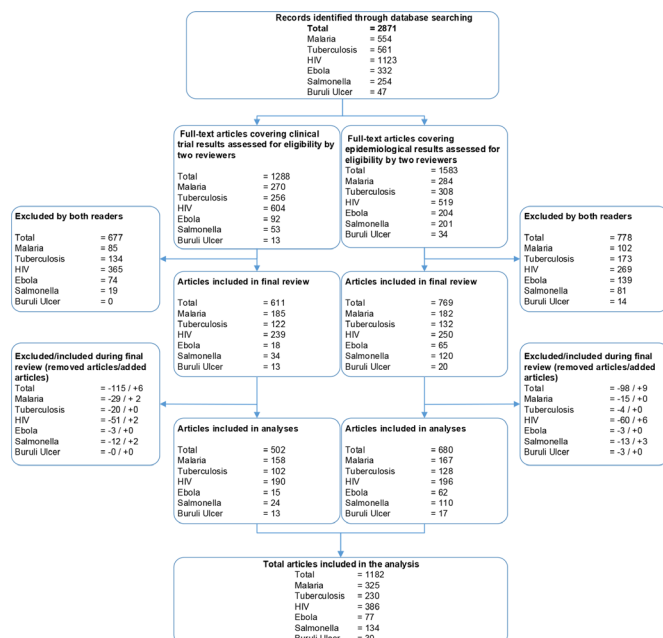 Records identified through database searching
Total = 2871
Malaria = 554
Tuberculosis = 561
HIV = 1123
Ebola = 332
Salmonella = 254
Buruli Ulcer = 47
Full-text articles covering clinical
trial results assessed for eligibility by
two reviewers
Total = 1288
Malaria = 270
Tuberculosis = 256
HIV = 604
Ebola = 92
Salmonella = 53
Buruli Ulcer = 13
Full-text articles covering
epidemiological results assessed for
eligibility by two reviewers
Total = 1583
Malaria = 284
Tuberculosis = 308
HIV = 519
Ebola = 204
Salmonella = 201
Buruli Ulcer = 34
Excluded by both readers
Total = 677
Malaria = 85
Tuberculosis = 134
HIV = 365
Ebola = 74
Salmonella = 19
Buruli Ulcer = 0
Excluded by both readers
Total = 778
Malaria = 102
Tuberculosis = 173
HIV = 269
Ebola = 139
Salmonella = 81
Buruli Ulcer = 14
Articles included in final review
Total = 611
Malaria = 185
Tuberculosis = 122
HIV = 239
Ebola = 18
Salmonella = 34
Buruli Ulcer = 13
Articles included in final review
Total = 769
Malaria = 182
Tuberculosis = 132
HIV = 250
Ebola = 65
Salmonella = 120
Buruli Ulcer = 20
Excluded/included during final
review (removed articles/added
articles)
Total = -115 / +6
Malaria = -29 / + 2
Tuberculosis = -20 / +0
HIV = -51 / +2
Ebola = -3 / +0
Salmonella = -12 / +2
Buruli Ulcer = -0 / +0
Excluded/included during final
review (removed articles/added
articles)
Total = -98 / +9
Malaria = -15 / +0
Tuberculosis = -4 / +0
HIV = -60 / +6
Ebola = -3 / +0
Salmonella = -13 / +3
Buruli Ulcer = -3 / +0
Articles included in analyses
Total = 502
Malaria = 158
Tuberculosis = 102
HIV = 190
Ebola = 15
Salmonella = 24
Buruli Ulcer = 13
Articles included in analyses
Total = 680
Malaria = 167
Tuberculosis = 128
HIV = 196
Ebola = 62
Salmonella = 110
Buruli Ulcer = 17
Total articles included in the analysis
Total = 1182
Malaria = 325
Tuberculosis = 230
HIV = 386
Ebola = 77
Salmonella = 134
Buruli Ulcer = 30